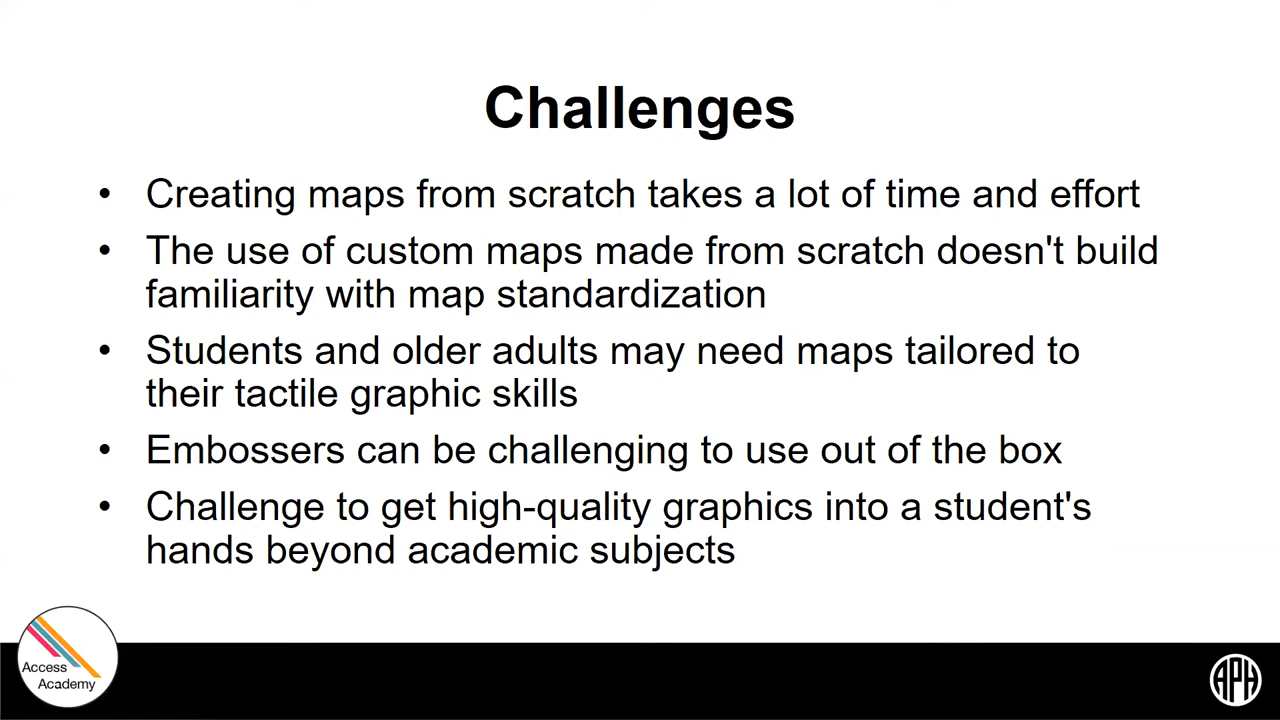 Challenges
• Creating maps from scratch takes a lot of time and effort
• The use of custom maps made from scratch doesn't build
familiarity with map standardization
• Students and older adults may need maps tailored to
their tactile graphic skills
• Embossers can be challenging to use out of the box
• Challenge to get high-quality graphics into a student's
hands beyond academic subjects
Access
Academy
APH